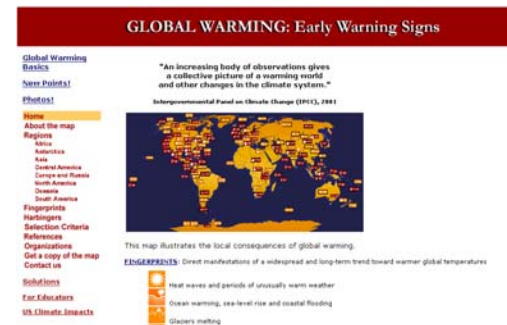 GLOBAL WARMING: Early Warning Signs
Global Warming
Basics
New Points!
Photos!
Home
About the map
Regions
Africa
Antarctica
Asia
Central America
Europe and Russia
North America
Oceania
South America
Fingerprints
Harbingers
Selection Criteria
References
Organizations
Get a copy of the map
Contact us
Solutions
For Educators
US Climate Impacts
"An increasing body of observations gives
a collective picture of a warming world
and other changes in the climate system."
Intergovernmental Panel on Climate Change (IPCC), 2001
This map illustrates the local consequences of global warming.
FINGERPRINTS: Direct manifestations of a widespread and long-term trend toward warmer global temperatures
Heat waves and periods of unusually warm weather
Ocean warming, sea-level rise and coastal flooding
Glaciers melting